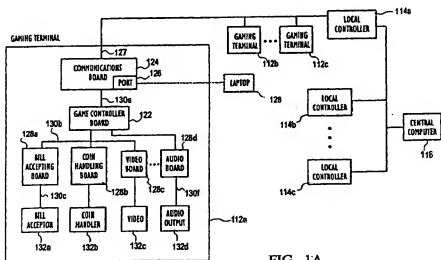 114a
GAMING TERMINAL
127
COMMUNICATIONS BOARD
124
126
PORT
GAMING TERMINAL
112b
GAMING TERMINAL
112c
LOCAL CONTROLLER
LAPTOP
128
130a
GAME CONTROLLER BOARD
122
128a
130b
128d
BILL ACCEPTING BOARD
COIN HANDLING BOARD
128b
VIDEO BOARD
128c
AUDIO BOARD
130c
130f
BILL ACCEPTOR
132a
COIN HANDLER
132b
VIDEO
132c
AUDIO OUTPUT
132d
112a
LOCAL CONTROLLER
114b
LOCAL CONTROLLER
114c
CENTRAL COMPUTER
116
FIG. 1A